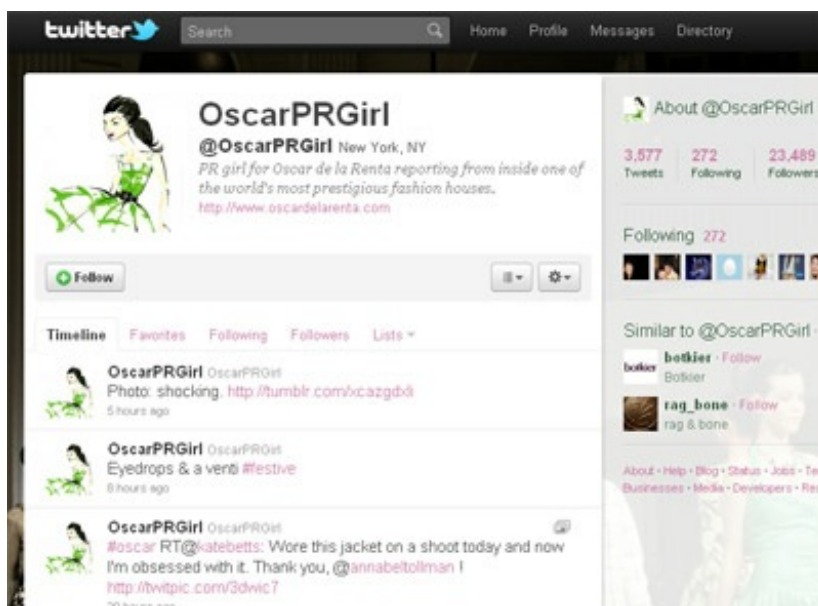 twitter
Search
Home Profile Messages Directory
OscarPRGirl
@OscarPRGirl New York, NY
PR girl for Oscar de la Renta reporting from inside one of
the world's most prestigious fashion houses.
http://www.oscardelarenta.com
Follow
Timeline Favorites Following Followers Lists
OscarPRGirl OscarPRGirl
Photo: shocking.
5 hours ago
OscarPRGirl OscarPRGirl
Eyedrops & a venti #festive
8 hours ago
OscarPRGirl OscarPRGirl
#oscar RT@katebetts: Wore this jacket on a shoot today and now
I'm obsessed with it. Thank you, @annabeltollman !
http://twitpic.com/3dwic7
20 hours ago
About @OscarPRGirl
3,577 272 23,489
Tweets Following Followers
Following 272
Similar to @OscarPRGirl ·
botkier
botkier · Follow
Botkier
rag_bone · Follow
rag & bone
About · Help · Blog · Status · Jobs · Te
Businesses · Media · Developers · Re